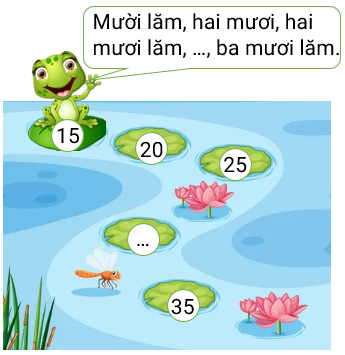 Mười lăm, hai mươi, hai
mươi lăm, ..., ba mươi lăm.
15
20
25
...
35